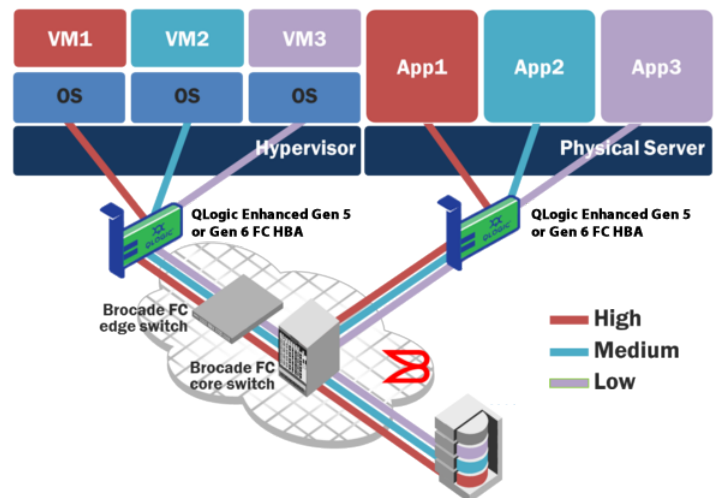 VM1
VM2
VM3
OS
OS
OS
Hypervisor
App1
App2
App3
Physical Server
QLogic Enhanced Gen 5
or Gen 6 FC HBA
QLOGIC
QLogic Enhanced Gen 5
or Gen 6 FC HBA
QLOGIC
Brocade FC
edge switch
Brocade FC
core switch
High
Medium
Low